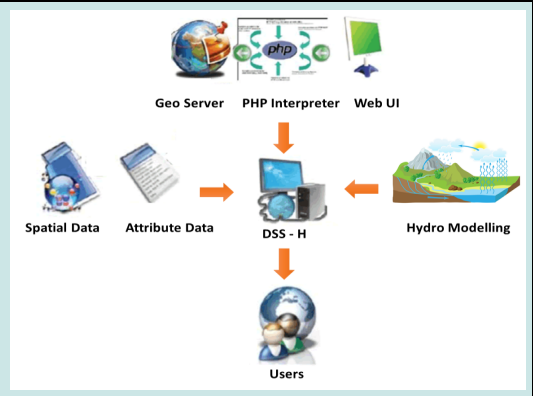 php
Geo Server PHP Interpreter Web UI
Spatial Data Attribute Data DSS - H Hydro Modelling
Users